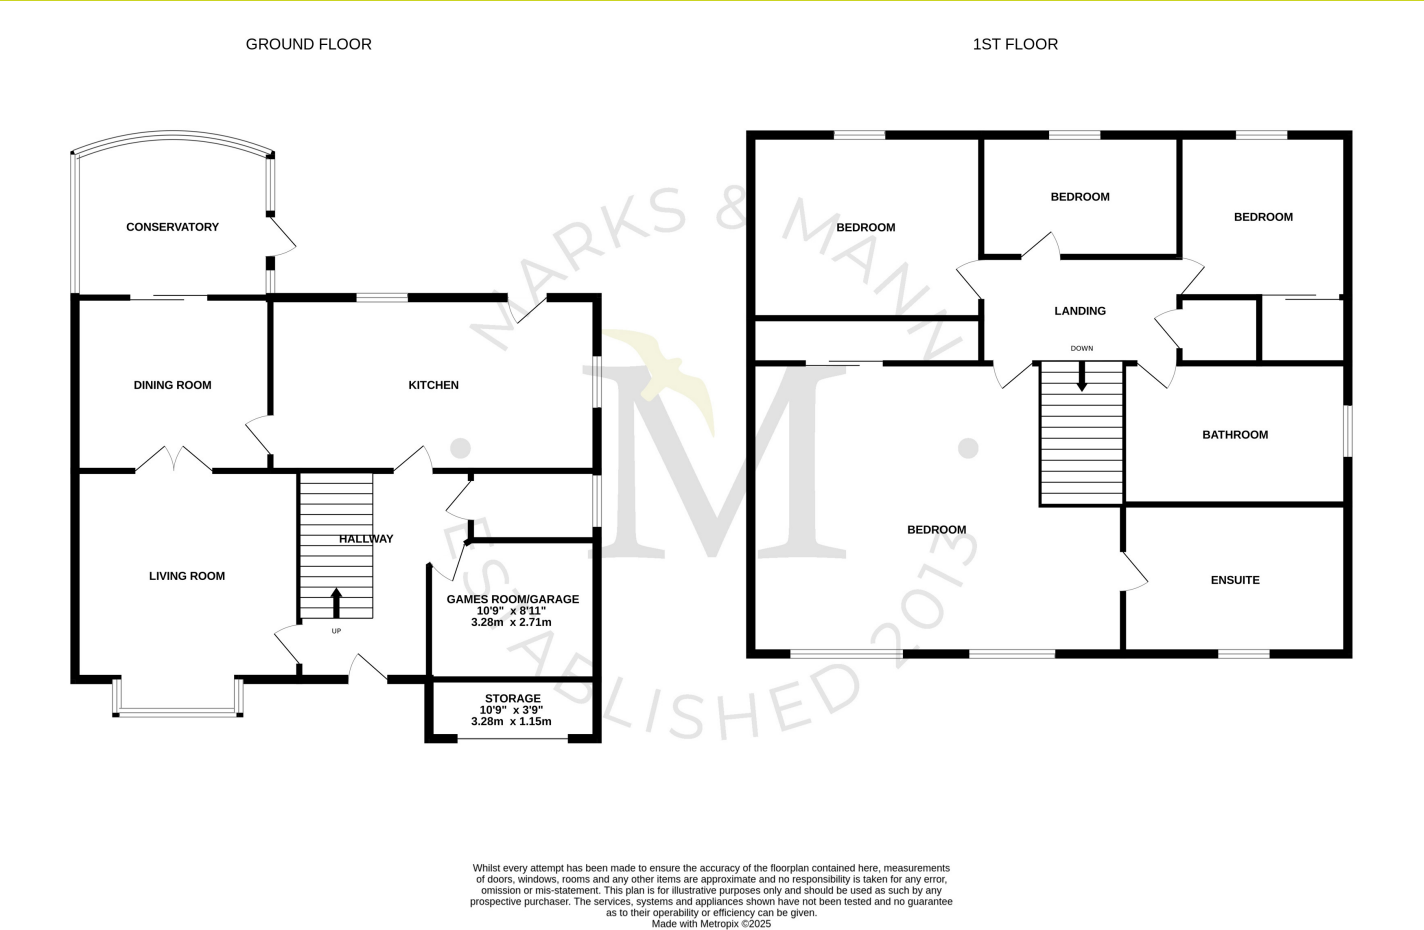 GROUND FLOOR
1ST FLOOR
CONSERVATORY
DINING ROOM
KITCHEN
LIVING ROOM
HALLWAY
UP
GAMES ROOM/GARAGE
10'9" x 8'11"
3.28m x 2.71m
STORAGE
10'9" x 3'9"
3.28m x 1.15m
BEDROOM
BEDROOM
BEDROOM
LANDING
DOWN
BATHROOM
BEDROOM
ENSUITE
MARKS & MANN
M
ESTABLISHED 2013
Whilst every attempt has been made to ensure the accuracy of the floorplan contained here, measurements
of doors, windows, rooms and any other items are approximate and no responsibility is taken for any error,
omission or mis-statement. This plan is for illustrative purposes only and should be used as such by any
prospective purchaser. The services, systems and appliances shown have not been tested and no guarantee
as to their operability or efficiency can be given.
Made with Metropix ©2025